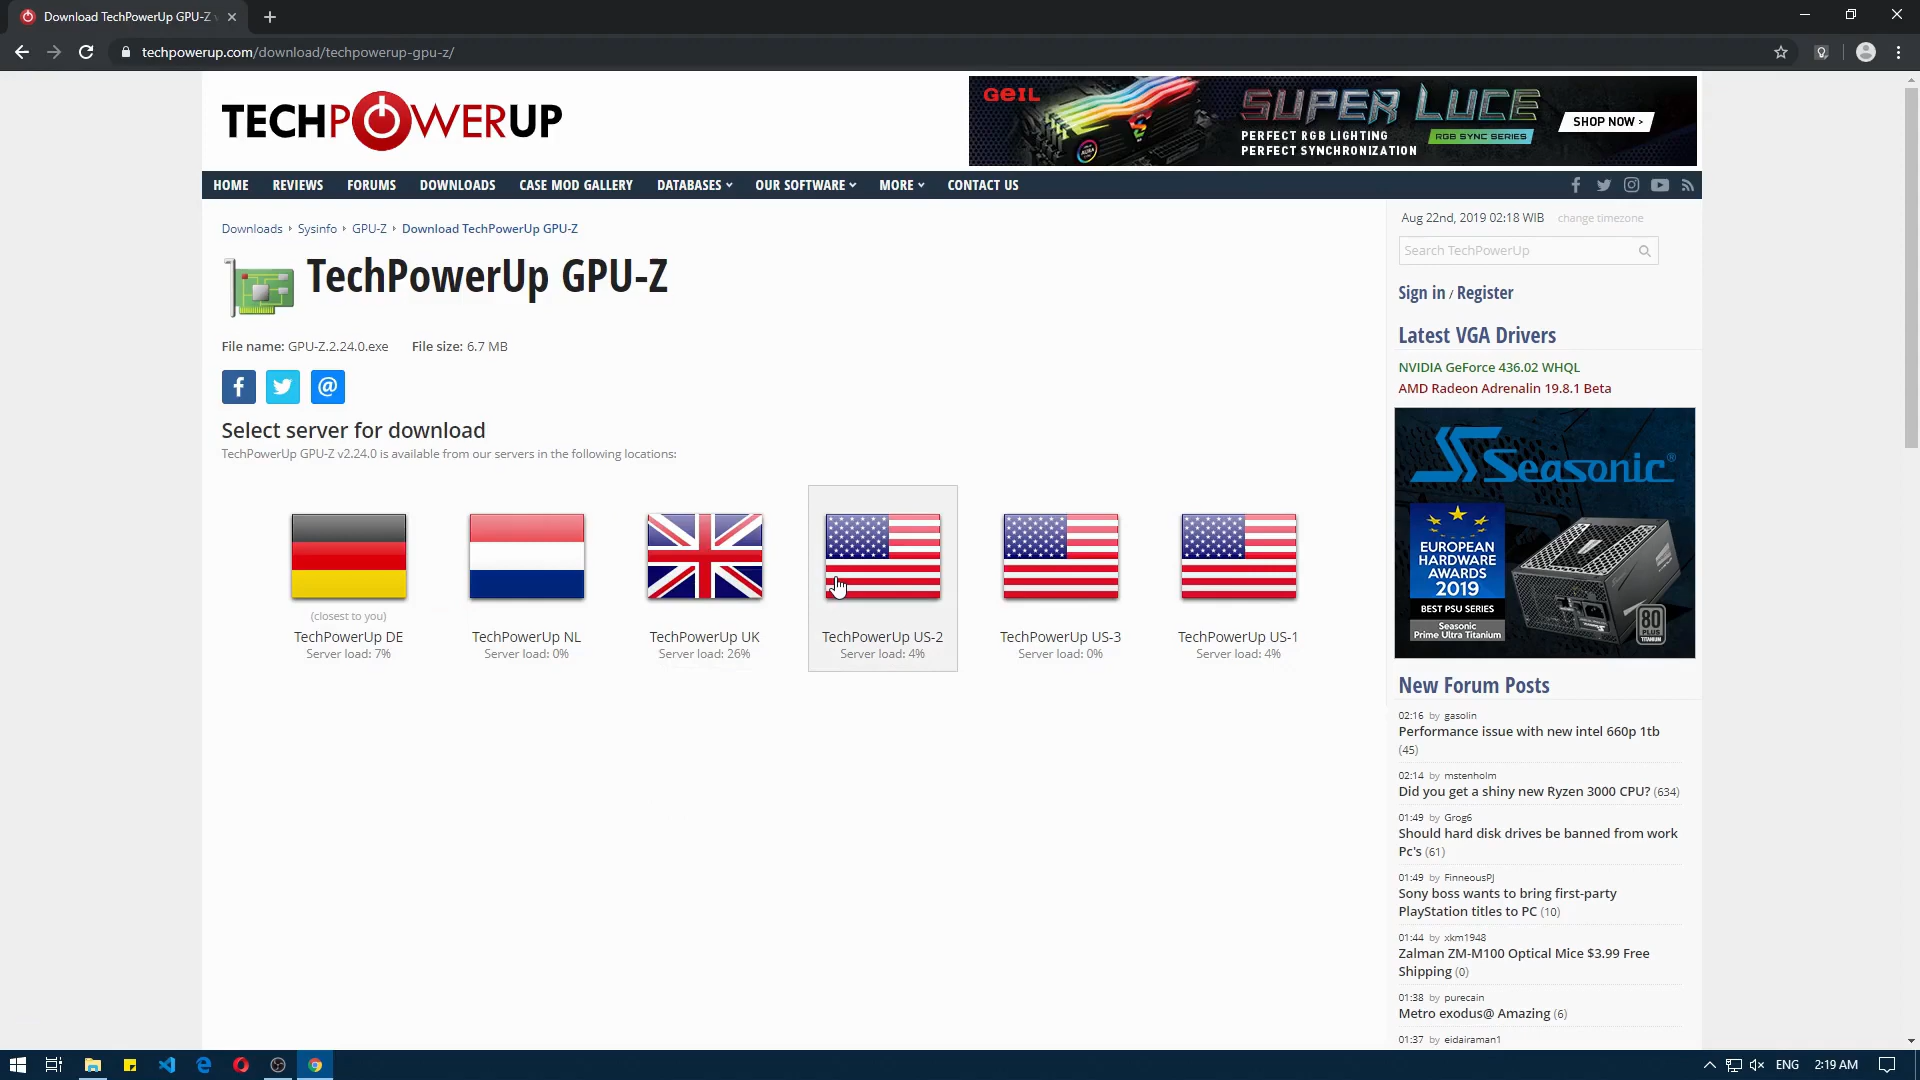 Download TechPowerUp GPU-Z v
techpowerup.com/download/techpowerup-gpu-z/
TECHPOWERUP
GeIL
SUPER LUCE
RGB SYNC SERIES
PERFECT RGB LIGHTING
PERFECT SYNCHRONIZATION
SHOP NOW >
HOME REVIEWS FORUMS DOWNLOADS CASE MOD GALLERY DATABASES OUR SOFTWARE MORE CONTACT US
Downloads Sysinfo GPU-Z Download TechPowerUp GPU-Z
TechPowerUp GPU-Z
File name: GPU-Z.2.24.0.exe File size: 6.7 MB
Select server for download
TechPowerUp GPU-Z v2.24.0 is available from our servers in the following locations:
(closest to you)
TechPowerUp DE
Server load: 7%
TechPowerUp NL
Server load: 0%
TechPowerUp UK
Server load: 26%
TechPowerUp US-2
Server load: 4%
TechPowerUp US-3
Server load: 0%
TechPowerUp US-1
Server load: 4%
Aug 22nd, 2019 02:18 WIB change timezone
Search TechPowerUp
Sign in / Register
Latest VGA Drivers
NVIDIA GeForce 436.02 WHQL
AMD Radeon Adrenalin 19.8.1 Beta
Seasonic®
EUROPEAN
HARDWARE
AWARDS
2019
BEST PSU SERIES
Seasonic
Prime Ultra Titanium
80
PLUS
TITANIUM
New Forum Posts
02:16 by gasolin
Performance issue with new intel 660p 1tb
(45)
02:14 by mstenholm
Did you get a shiny new Ryzen 3000 CPU? (634)
01:49 by Grog6
Should hard disk drives be banned from work
Pc's (61)
01:49 by FinneousPJ
Sony boss wants to bring first-party
PlayStation titles to PC (10)
01:44 by xkm1948
Zalman ZM-M100 Optical Mice $3.99 Free
Shipping (0)
01:38 by purecain
Metro exodus@ Amazing (6)
01:37 by eidairaman1
ENG 2:19 AM